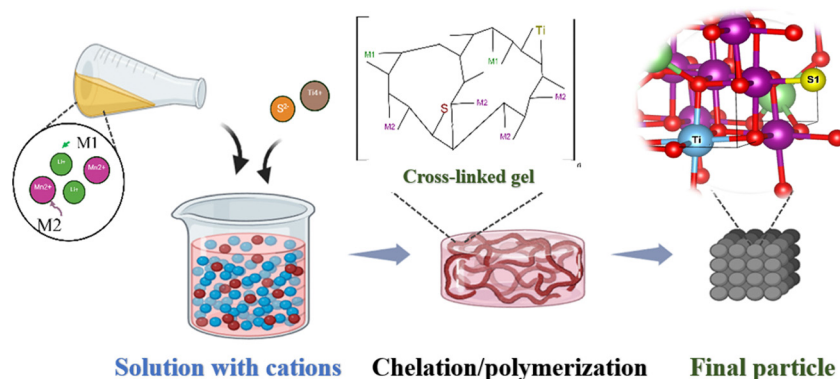 M1
Li+
Mn2+
Li+
Mn2+
M2
S2-
Ti4+
Ti
M1
M1
S
M2
M2
M2
M2
n
Cross-linked gel
S1
Ti
Solution with cations
Chelation/polymerization
Final particle